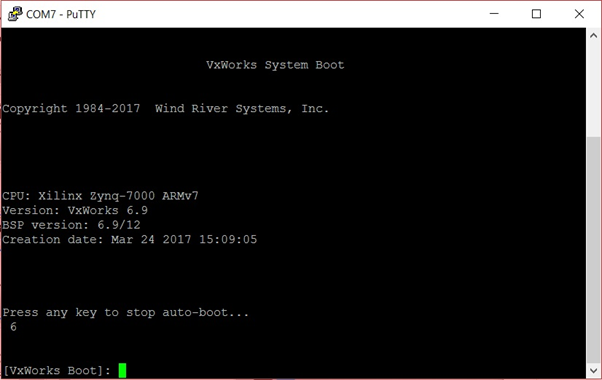 COM7 - PuTTY
VxWorks System Boot
Copyright 1984-2017  Wind River Systems, Inc.
CPU: Xilinx Zynq-7000 ARMv7
Version: VxWorks 6.9
BSP version: 6.9/12
Creation date: Mar 24 2017 15:09:05
Press any key to stop auto-boot...
6
[VxWorks Boot]: